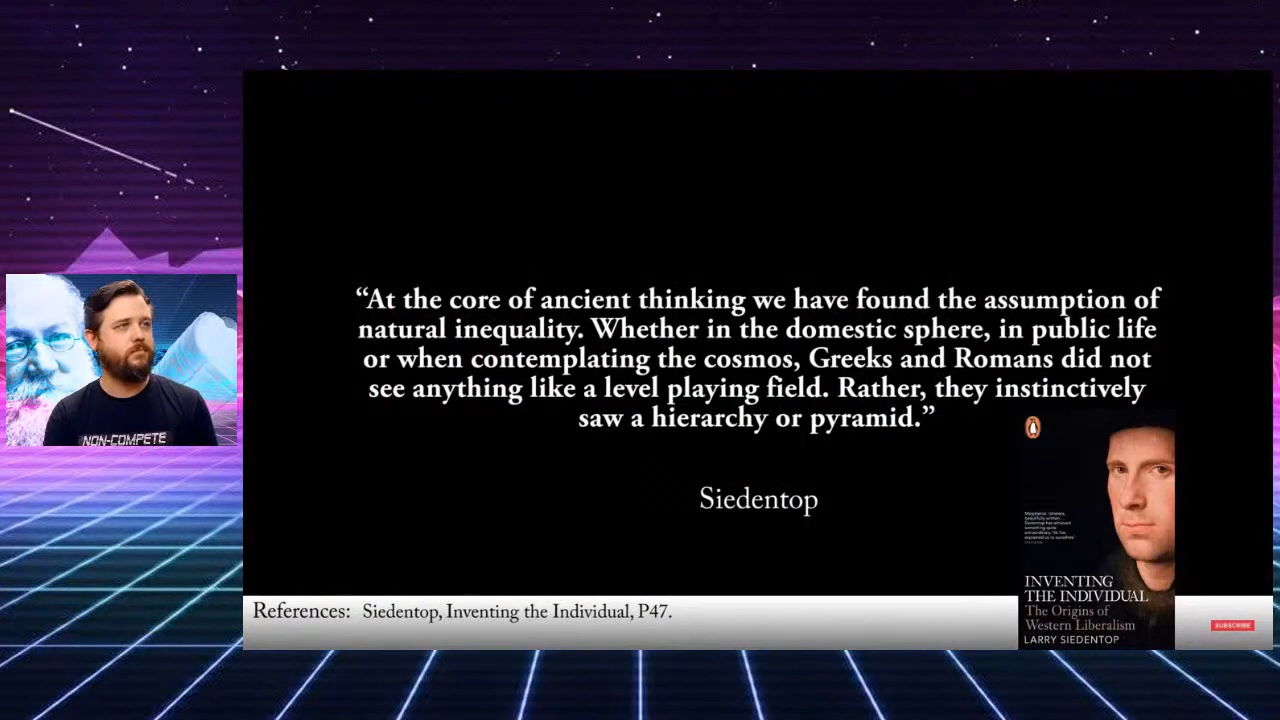 “At the core of ancient thinking we have found the assumption of
natural inequality. Whether in the domestic sphere, in public life
or when contemplating the cosmos, Greeks and Romans did not
see anything like a level playing field. Rather, they instinctively
saw a hierarchy or pyramid.”
Siedentop
NON-COMPETE
INVENTING
THE INDIVIDUAL
The Origins of
Western Liberalism
LARRY SIEDENTOP
References: Siedentop, Inventing the Individual, P47.
SUBSCRIBE